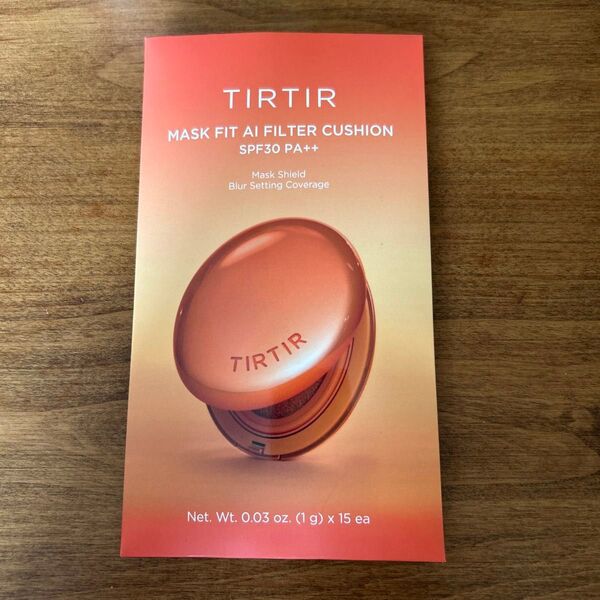 TIRTIR
MASK FIT AI FILTER CUSHION
SPF30 PA++
Mask Shield
Blur Setting Coverage
TIRTIR
Net. Wt. 0.03 oz. (1 g) x 15 ea